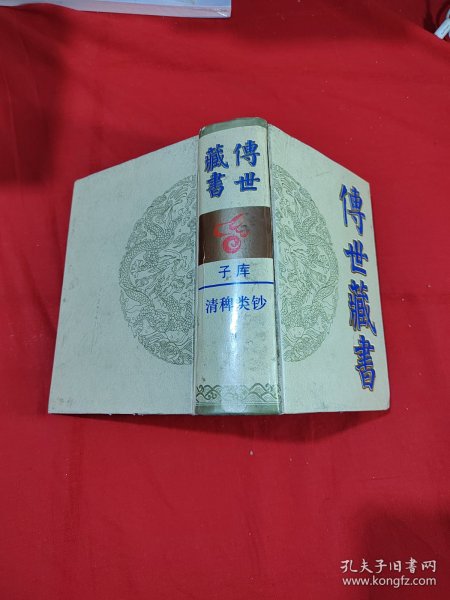 傳世
藏書
子库
清稗类钞
傳世藏書
孔夫子旧书网
www.kongfz.com